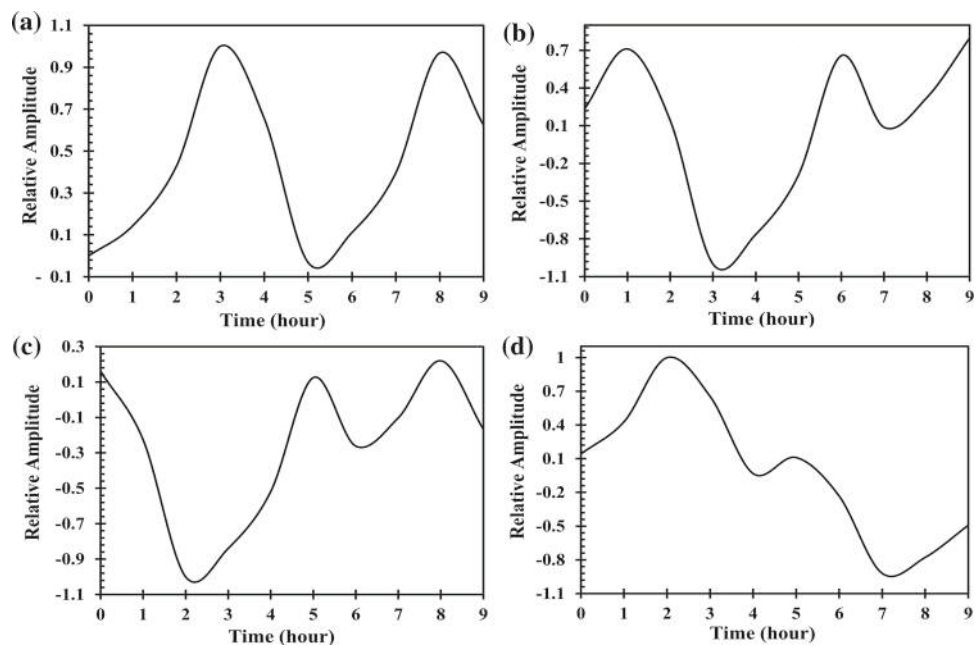 (a)
Relative Amplitude
1.1
0.9
0.7
0.5
0.3
0.1
-
0.1
0 1 2 3 4 5 6 7 8 9
Time (hour)
(b)
Relative Amplitude
0.7
0.4
0.1
-0.2
-0.5
-0.8
-1.1
0 1 2 3 4 5 6 7 8 9
Time (hour)
(c)
Relative Amplitude
0.3
0.1
-0.1
-0.3
-0.5
-0.7
-0.9
-1.1
0 1 2 3 4 5 6 7 8 9
Time (hour)
(d)
Relative Amplitude
1
0.7
0.4
0.1
-0.2
-0.5
-0.8
-1.1
0 1 2 3 4 5 6 7 8 9
Time (hour)